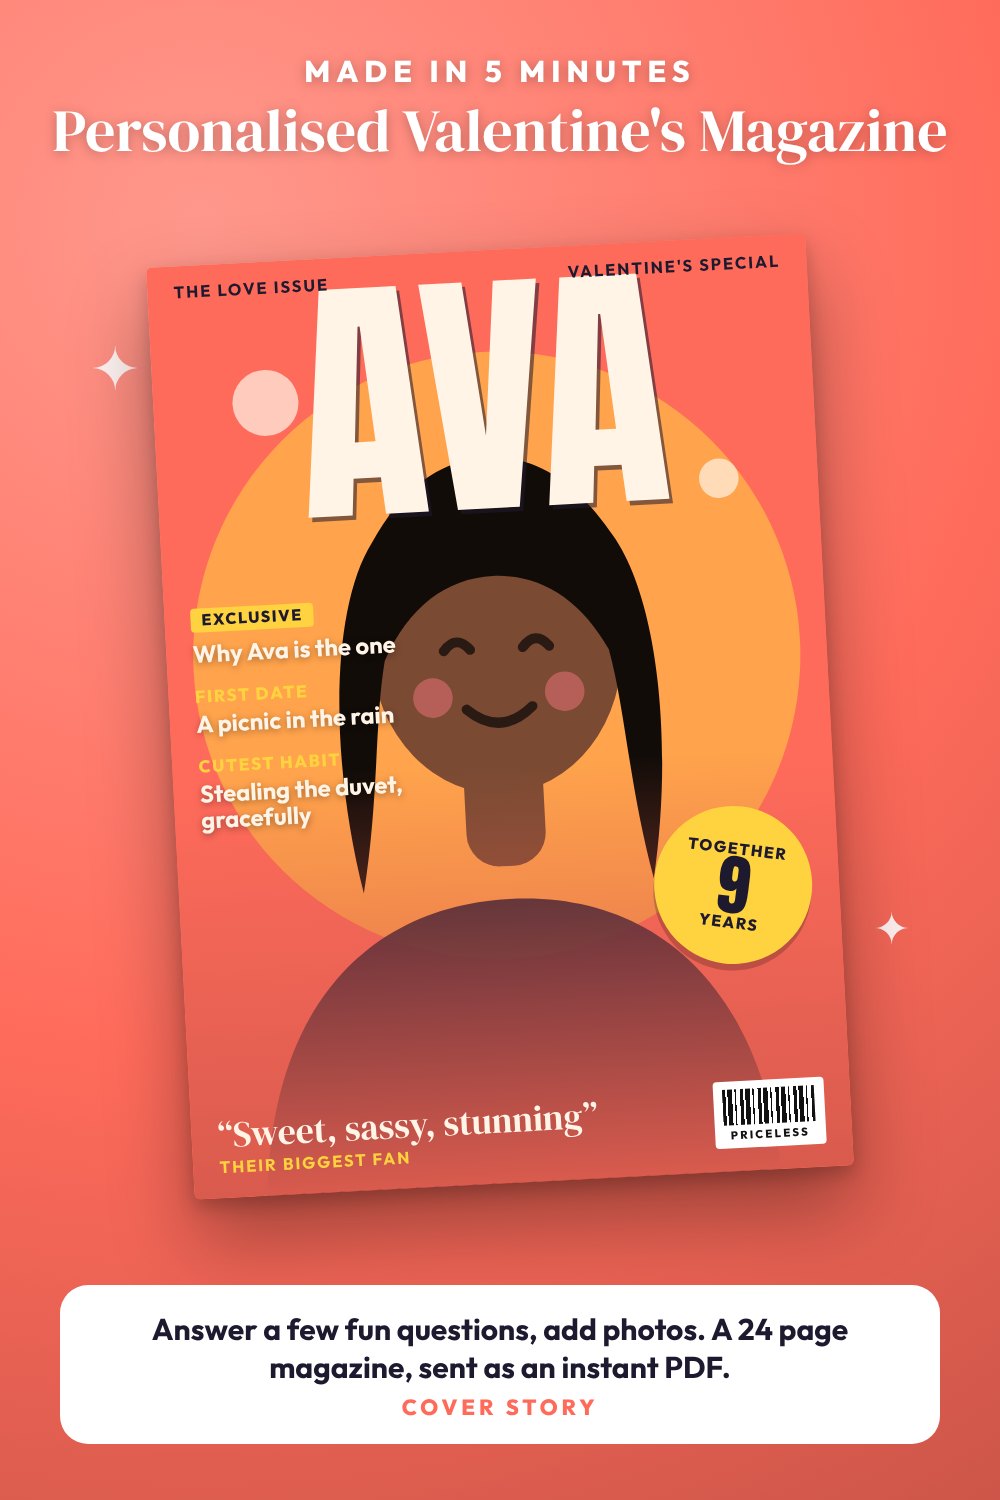 MADE IN 5 MINUTES
Personalised Valentine's Magazine
THE LOVE ISSUE
VALENTINE'S SPECIAL
AVA
EXCLUSIVE
Why Ava is the one
FIRST DATE
A picnic in the rain
CUTEST HABIT
Stealing the duvet,
gracefully
TOGETHER
9
YEARS
“Sweet, sassy, stunning”
THEIR BIGGEST FAN
PRICELESS
Answer a few fun questions, add photos. A 24 page
magazine, sent as an instant PDF.
COVER STORY